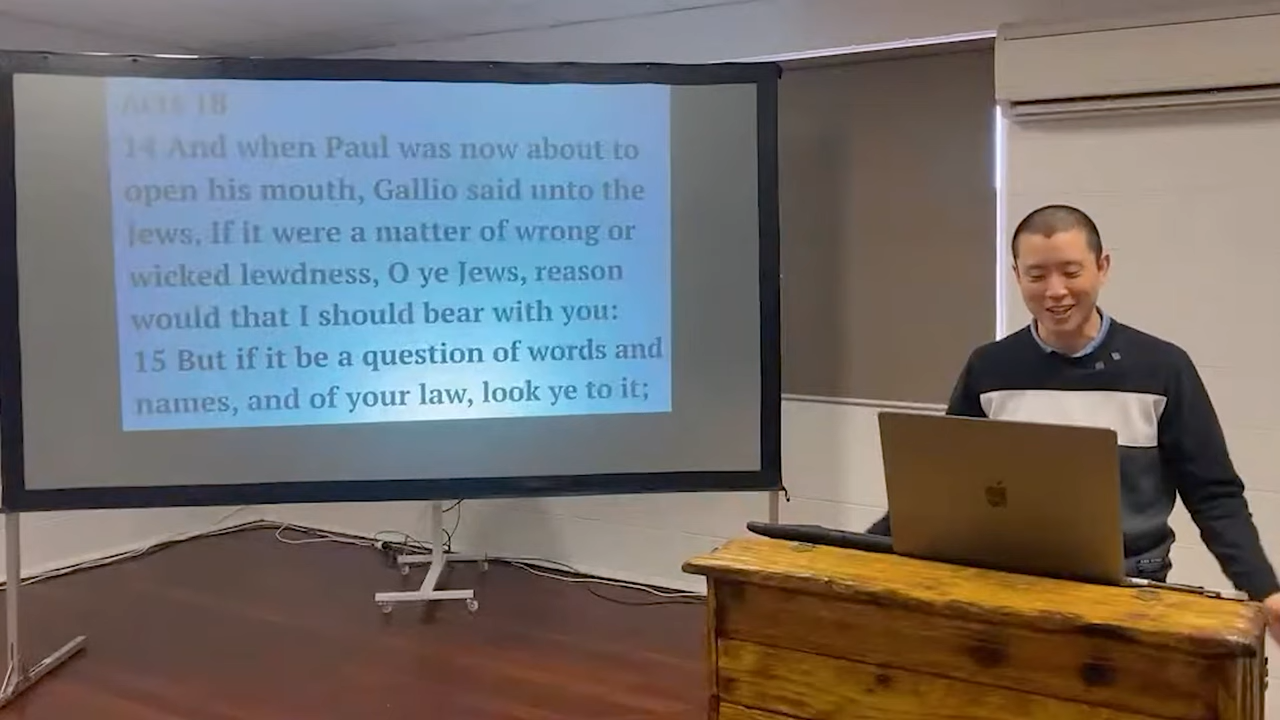 Acts 18
14 And when Paul was now about to
open his mouth, Gallio said unto the
Jews, If it were a matter of wrong or
wicked lewdness, O ye Jews, reason
would that I should bear with you:
15 But if it be a question of words and
names, and of your law, look ye to it;